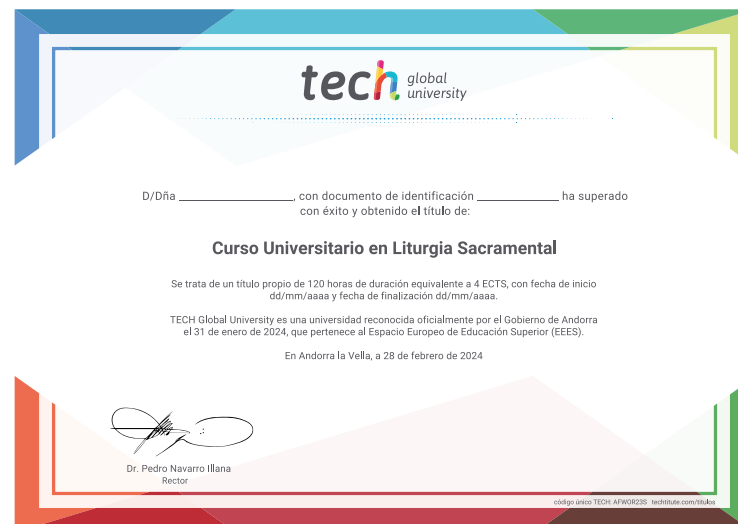 tech global
university
D/Dña ____________________, con documento de identificación ______________ ha superado
con éxito y obtenido el título de:
Curso Universitario en Liturgia Sacramental
Se trata de un título propio de 120 horas de duración equivalente a 4 ECTS, con fecha de inicio
dd/mm/aaaa y fecha de finalización dd/mm/aaaa.
TECH Global University es una universidad reconocida oficialmente por el Gobierno de Andorra
el 31 de enero de 2024, que pertenece al Espacio Europeo de Educación Superior (EEES).
En Andorra la Vella, a 28 de febrero de 2024
Dr. Pedro Navarro Illana
Rector
código único TECH: AFWOR23S techtitute.com/titulos